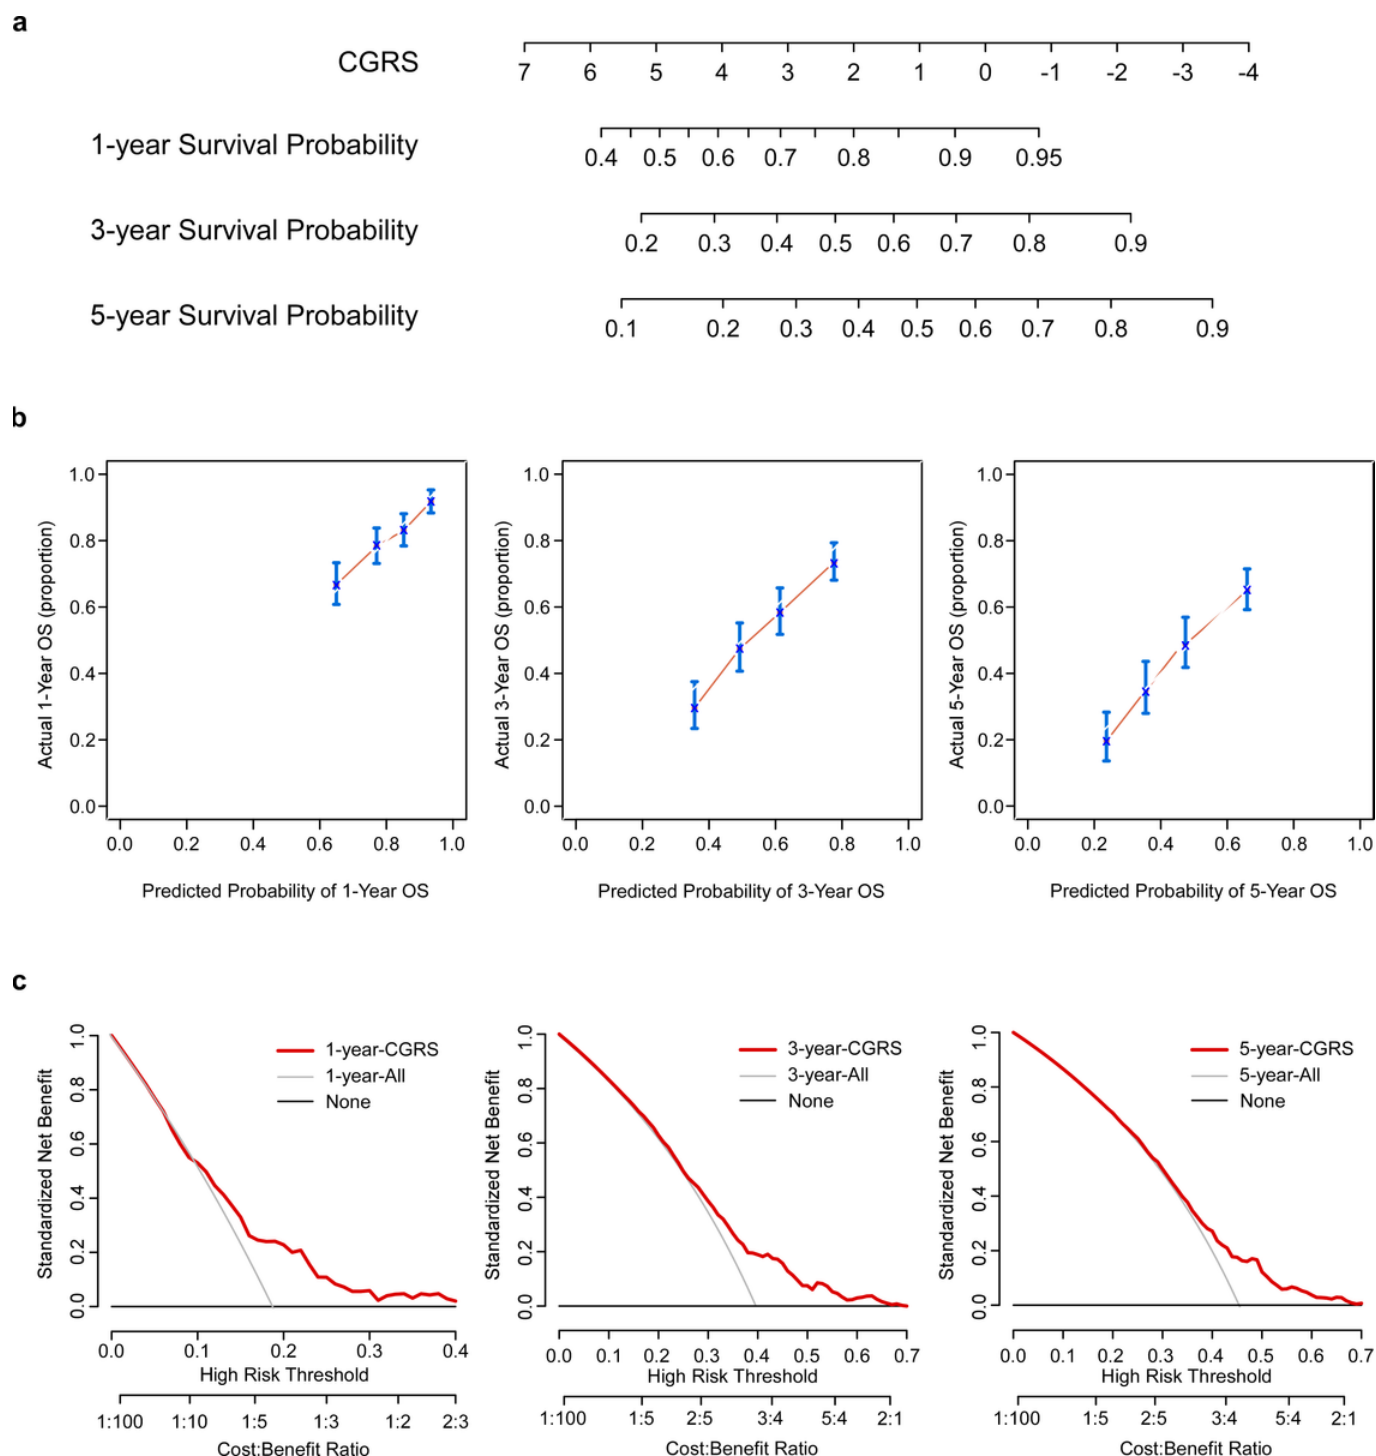 a
CGRS
7 6 5 4 3 2 1 0 -1 -2 -3 -4
1-year Survival Probability
0.4 0.5 0.6 0.7 0.8 0.9 0.95
3-year Survival Probability
0.2 0.3 0.4 0.5 0.6 0.7 0.8 0.9
5-year Survival Probability
0.1 0.2 0.3 0.4 0.5 0.6 0.7 0.8 0.9
b
Actual 1-Year OS (proportion)
1.0
0.8
0.6
0.4
0.2
0.0
0.0 0.2 0.4 0.6 0.8 1.0
Predicted Probability of 1-Year OS
Actual 3-Year OS (proportion)
1.0
0.8
0.6
0.4
0.2
0.0
0.0 0.2 0.4 0.6 0.8 1.0
Predicted Probability of 3-Year OS
Actual 5-Year OS (proportion)
1.0
0.8
0.6
0.4
0.2
0.0
0.0 0.2 0.4 0.6 0.8 1.0
Predicted Probability of 5-Year OS
c
Standardized Net Benefit
1.0
0.8
0.6
0.4
0.2
0.0
1-year-CGRS
1-year-All
None
0.0 0.1 0.2 0.3 0.4
High Risk Threshold
1:100 1:10 1:5 1:3 1:2 2:3
Cost:Benefit Ratio
Standardized Net Benefit
1.0
0.8
0.6
0.4
0.2
0.0
3-year-CGRS
3-year-All
None
0.0 0.1 0.2 0.3 0.4 0.5 0.6 0.7
High Risk Threshold
1:100 1:5 2:5 3:4 5:4 2:1
Cost:Benefit Ratio
Standardized Net Benefit
1.0
0.8
0.6
0.4
0.2
0.0
5-year-CGRS
5-year-All
None
0.0 0.1 0.2 0.3 0.4 0.5 0.6 0.7
High Risk Threshold
1:100 1:5 2:5 3:4 5:4 2:1
Cost:Benefit Ratio